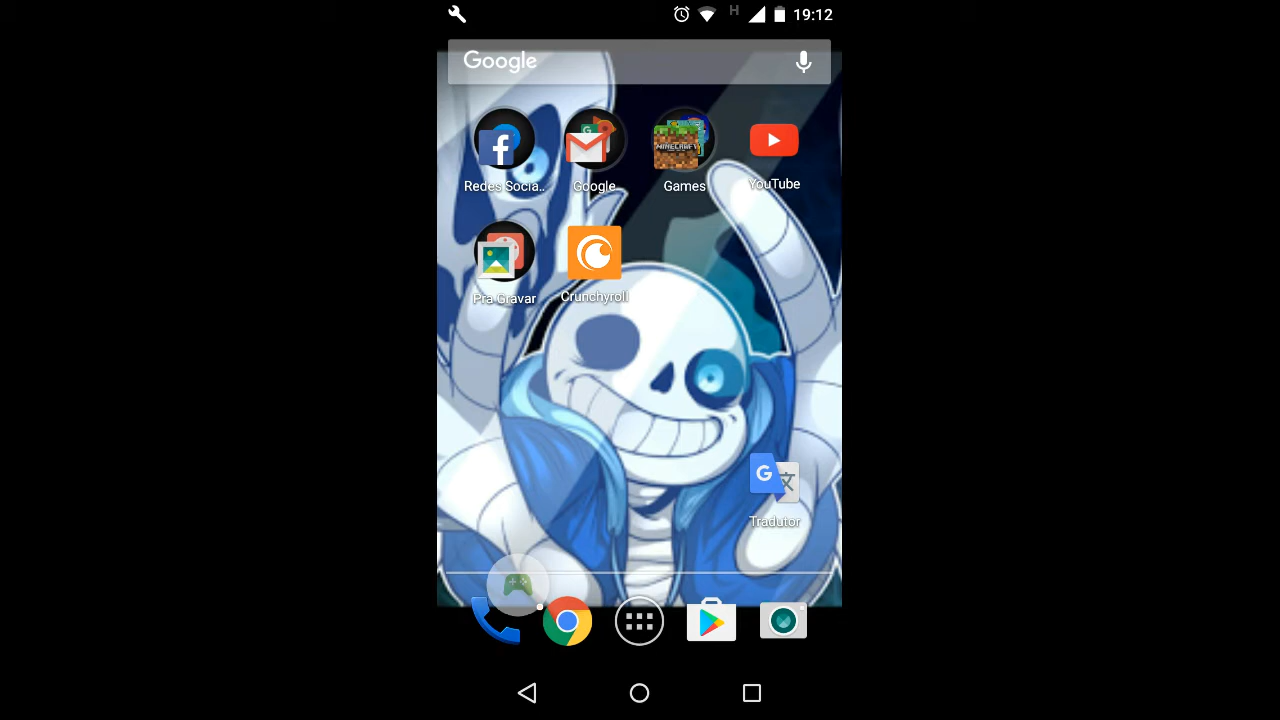 H
19:12
Google
Redes Socia..
Google
Games
YouTube
Pra Gravar
Crunchyroll
Tradutor
MINECRAFT
f
G
G